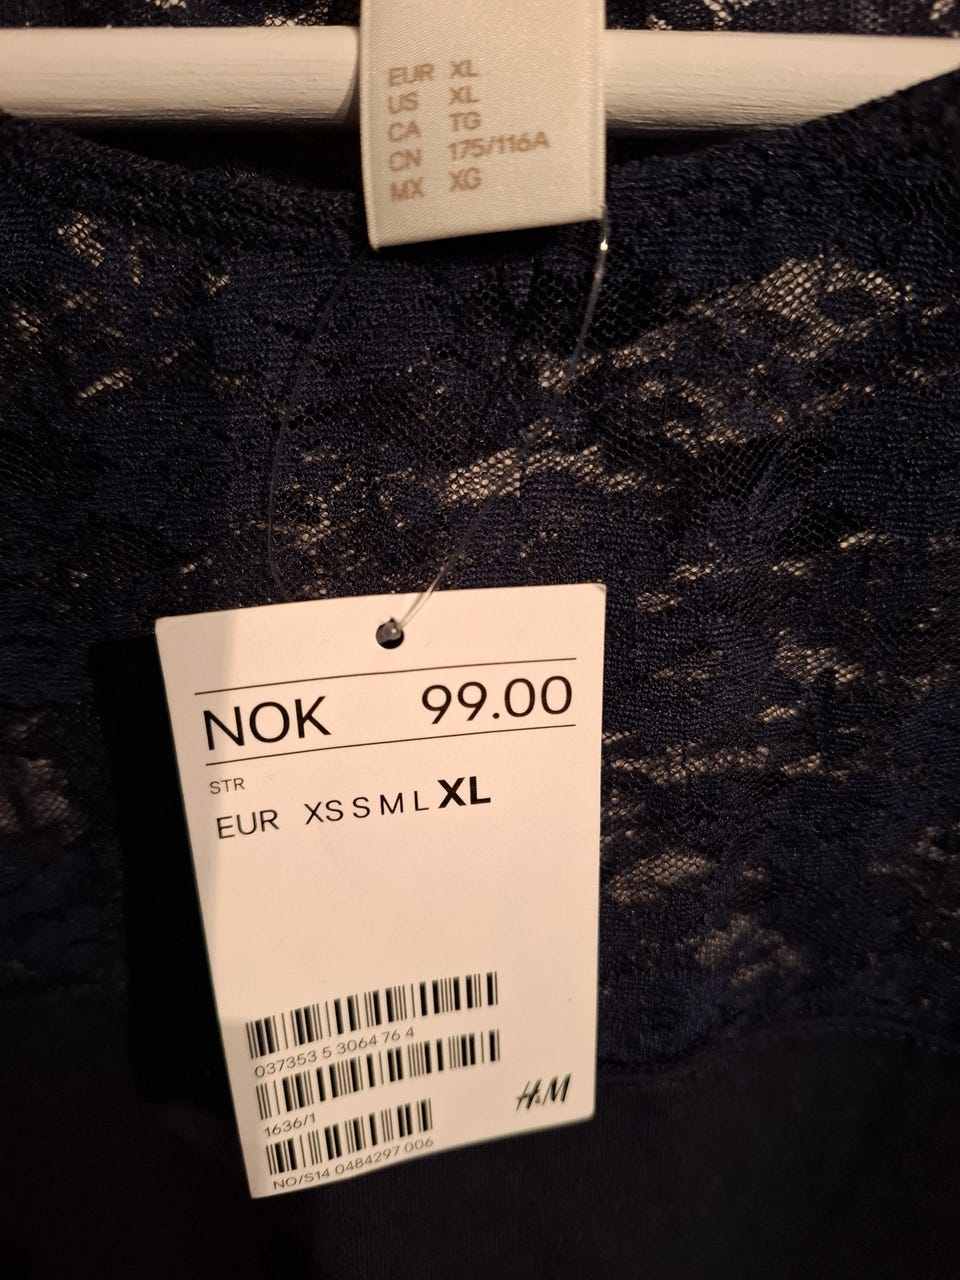 EUR XL
US XL
CA TG
CN 175/116A
MX XG
NOK 99.00
STR
EUR XS S M L XL
037353 5 3064 76 4
1636/1
H&M
NO/S14 0484297 006